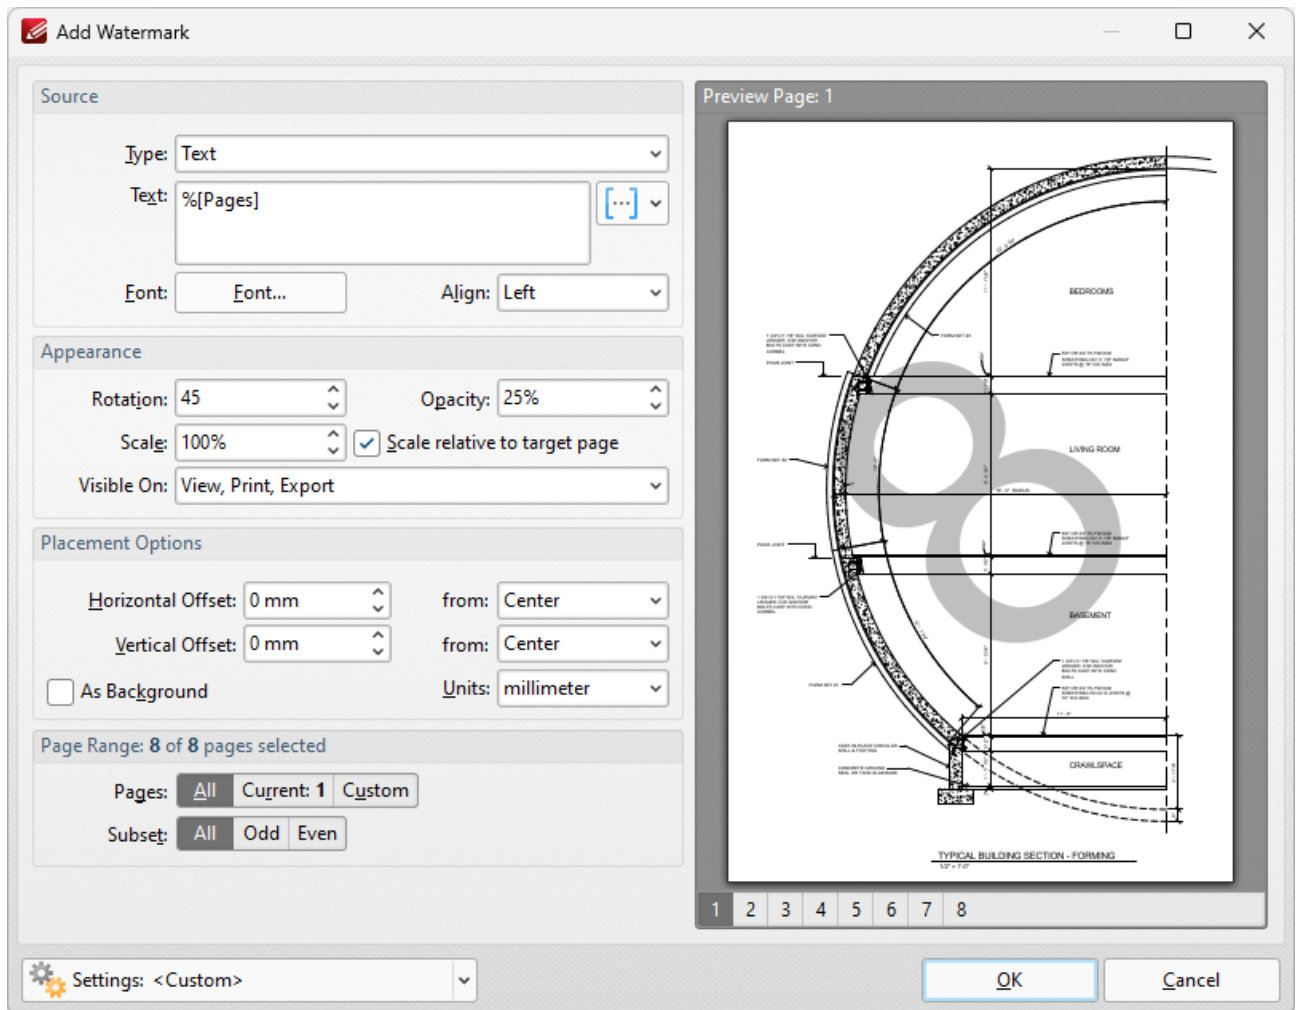 Add Watermark
Source
Type: Text
Text: %[Pages]
Font: Font... Align: Left
Appearance
Rotation: 45 Opacity: 25%
Scale: 100% Scale relative to target page
Visible On: View, Print, Export
Placement Options
Horizontal Offset: 0 mm from: Center
Vertical Offset: 0 mm from: Center
As Background Units: millimeter
Page Range: 8 of 8 pages selected
Pages: All Current: 1 Custom
Subset: All Odd Even
Preview Page: 1
BEDROOMS
LIVING ROOM
BASEMENT
CRAWLSPACE
8
TYPICAL BUILDING SECTION - FORMING
1 2 3 4 5 6 7 8
Settings: <Custom>
OK Cancel